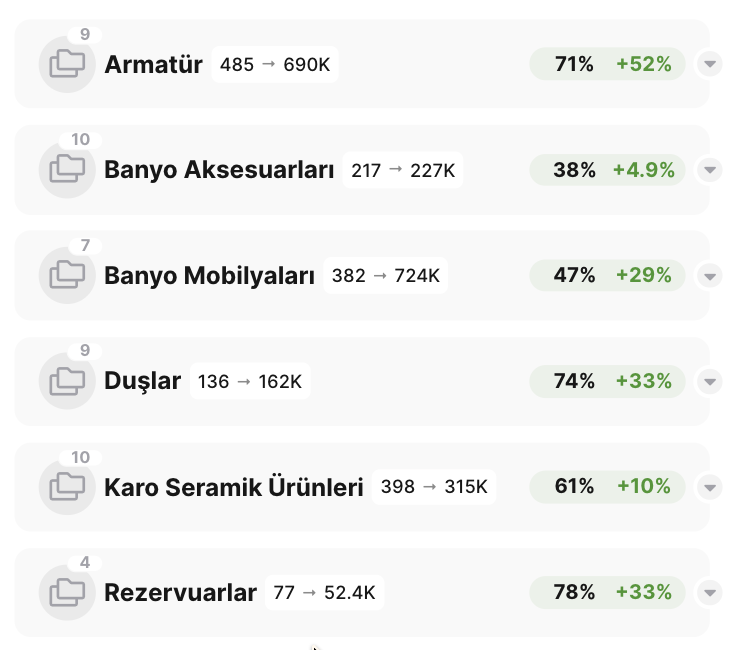 9
Armatür 485 → 690K 71% +52%
10
Banyo Aksesuarları 217 → 227K 38% +4.9%
7
Banyo Mobilyaları 382 → 724K 47% +29%
9
Duşlar 136 → 162K 74% +33%
10
Karo Seramik Ürünleri 398 → 315K 61% +10%
4
Rezervuarlar 77 → 52.4K 78% +33%